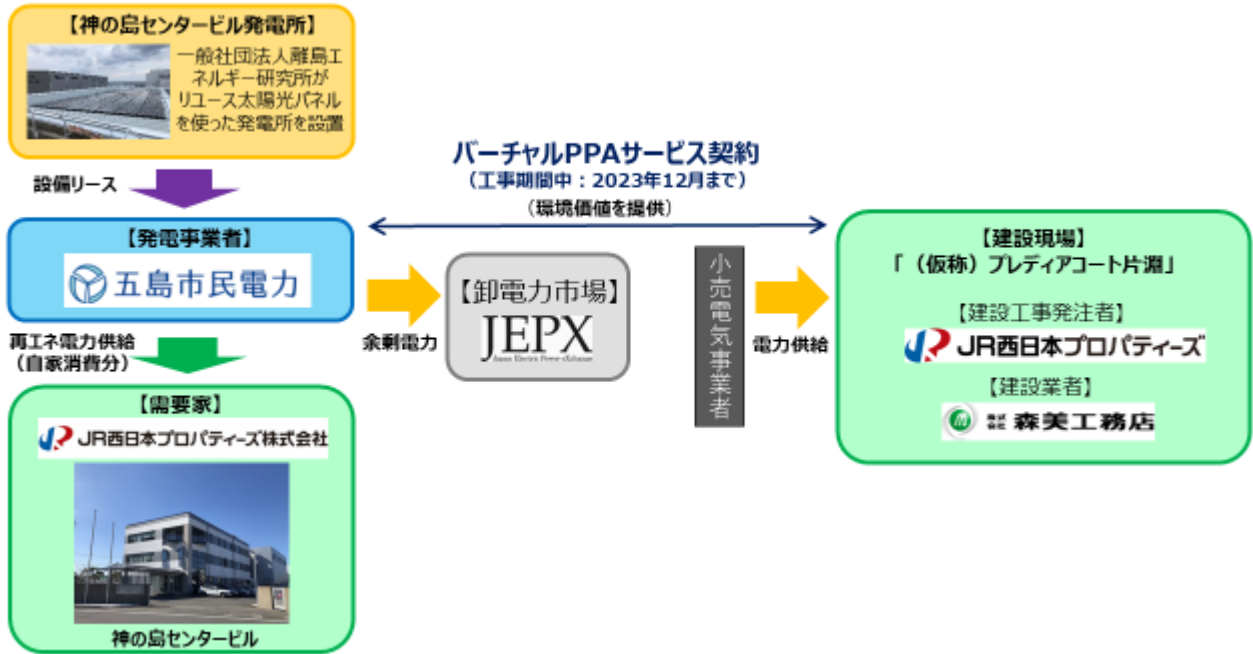 【神の島センタービル発電所】
一般社団法人離島エ
ネルギー研究所が
リユース太陽光パネル
を使った発電所を設置
設備リース
【発電事業者】
五島市民電力
再エネ電力供給
（自家消費分）
【需要家】
JR西日本プロパティーズ株式会社
神の島センタービル
バーチャルPPAサービス契約
（工事期間中：2023年12月まで）
（環境価値を提供）
余剰電力
【卸電力市場】
JEPX
Japan Electric Power eXchange
小売電気事業者
電力供給
【建設現場】
「（仮称）プレディアコート片淵」
【建設工事発注者】
JR西日本プロパティーズ
【建設業者】
株式会社 森美工務店